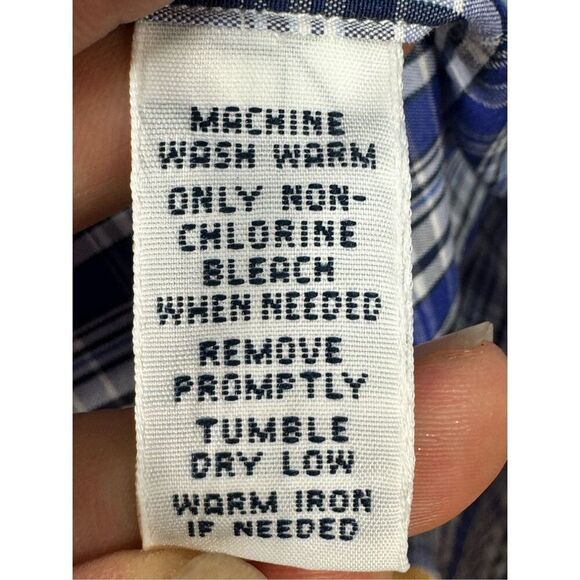 MACHINE
WASH WARM
ONLY NON-
CHLORINE
BLEACH
WHEN NEEDED
REMOVE
PROMPTLY
TUMBLE
DRY LOW
WARM IRON
IF NEEDED